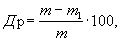 Др = (m − m₁)/m · 100,